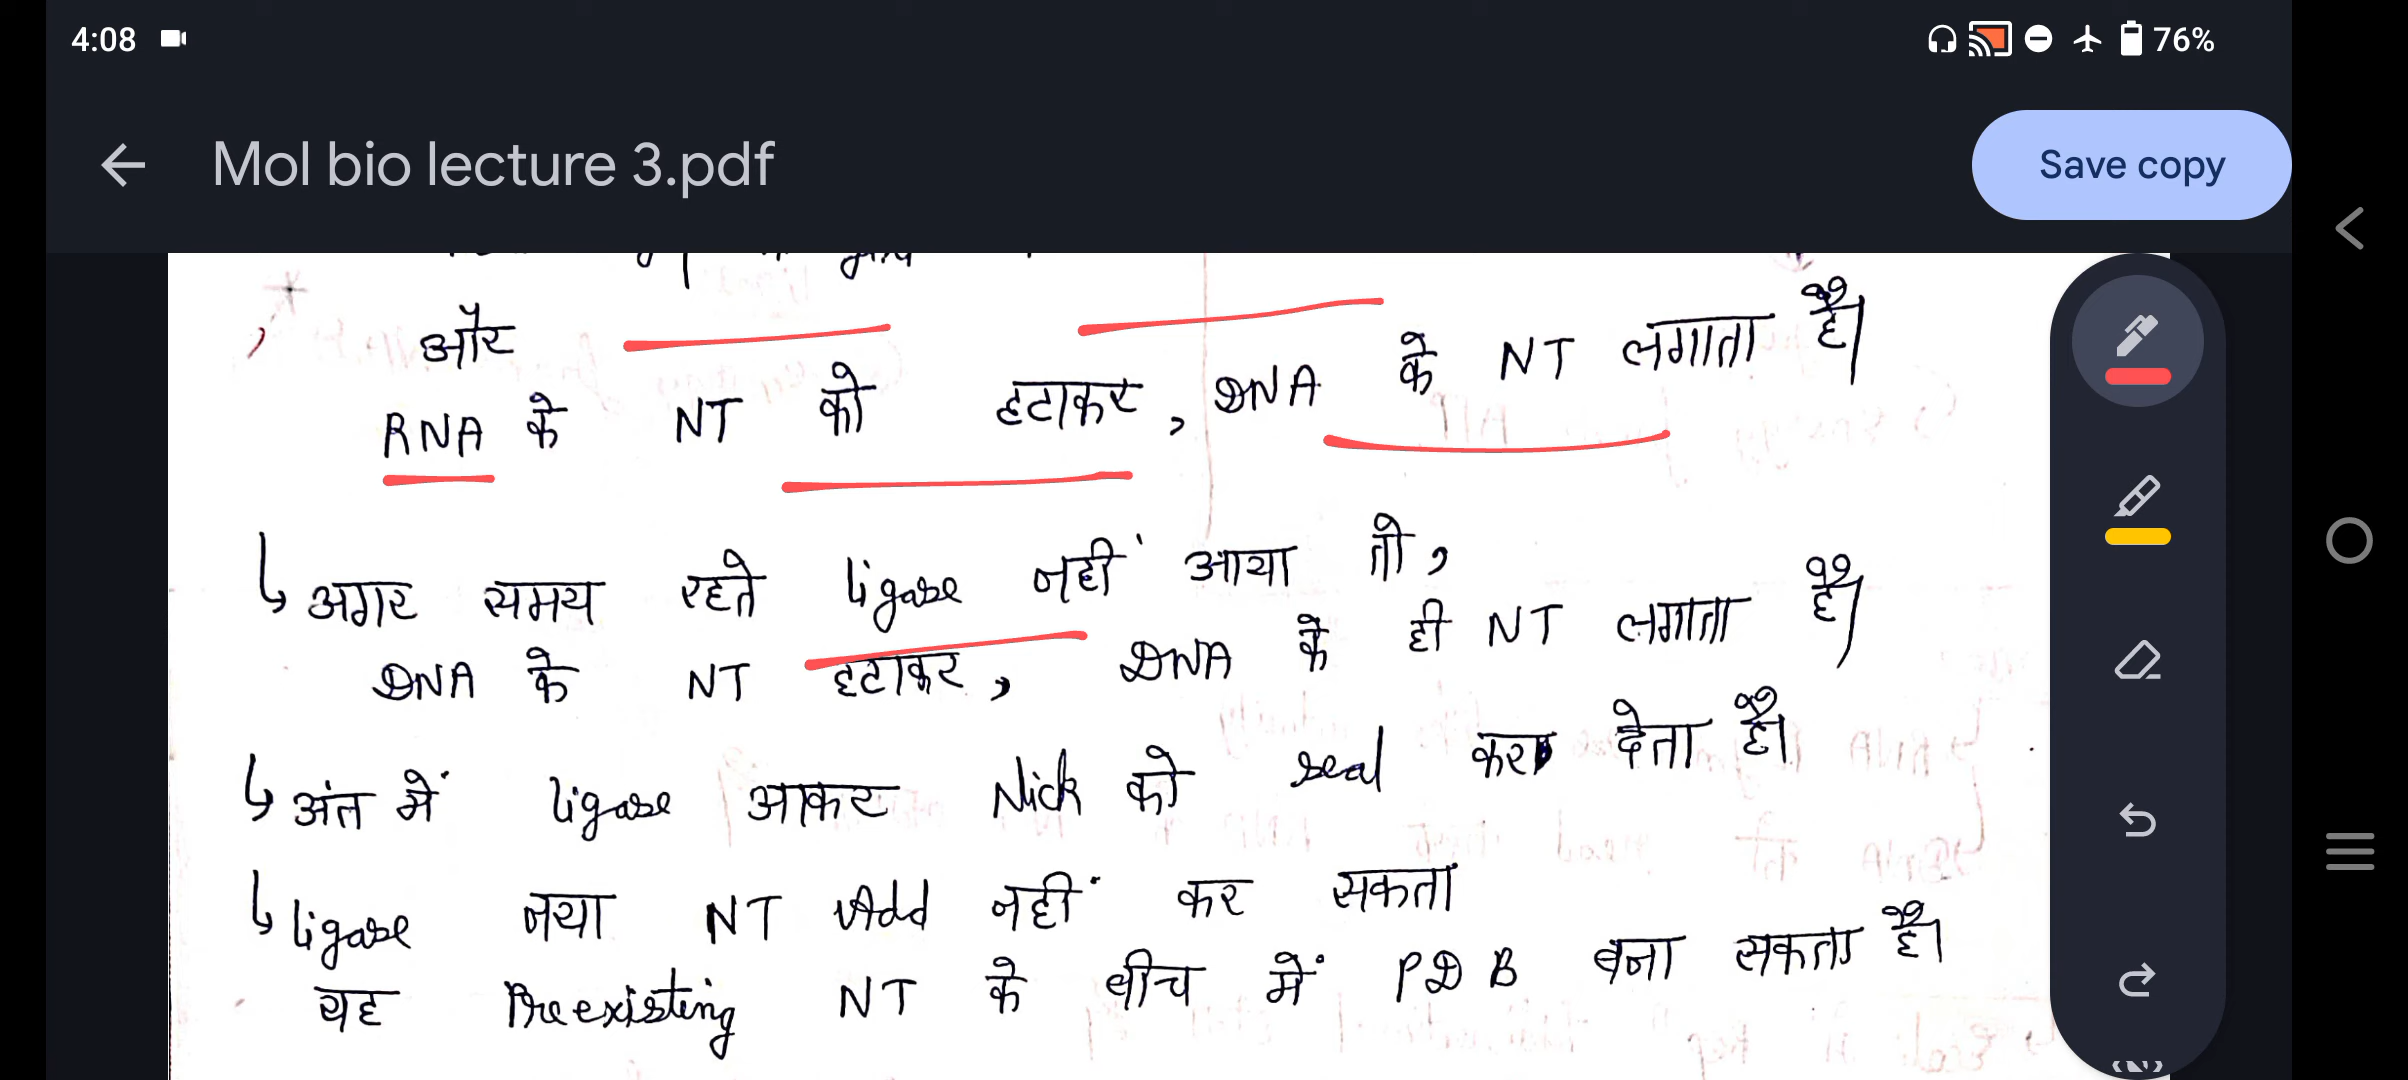 4:08
76%
Mol bio lecture 3.pdf
Save copy
और
RNA के NT को हटाकर, DNA के NT लगाता है।
↳ अगर समय रहते ligase नहीं आया तो,
DNA के NT हटाकर, DNA के ही NT लगाता है।
↳ अंत में ligase आकर Nick को seal कर देता है।
↳ ligase नया NT Add नहीं कर सकता
यह Preexisting NT के बीच में PDB बना सकता है।